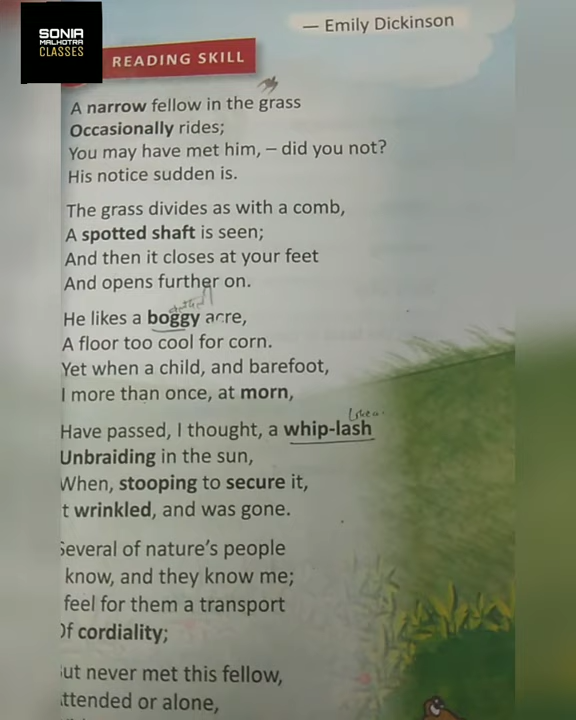 — Emily Dickinson
SONIA
MALHOTRA
CLASSES
READING SKILL
A narrow fellow in the grass
Occasionally rides;
You may have met him, – did you not?
His notice sudden is.
The grass divides as with a comb,
A spotted shaft is seen;
And then it closes at your feet
And opens further on.
He likes a boggy acre,
A floor too cool for corn.
Yet when a child, and barefoot,
I more than once, at morn,
Like a
Have passed, I thought, a whip-lash
Unbraiding in the sun,
When, stooping to secure it,
t wrinkled, and was gone.
Several of nature's people
know, and they know me;
feel for them a transport
Of cordiality;
ut never met this fellow,
ttended or alone,